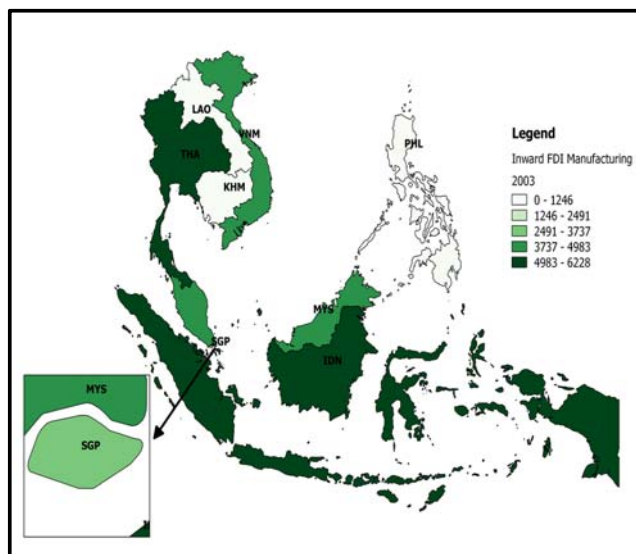 LAO
VNM
THA
PHL
KHM
MYS
SGP
IDN
MYS
SGP
Legend
Inward FDI Manufacturing
2003
0 - 1246
1246 - 2491
2491 - 3737
3737 - 4983
4983 - 6228